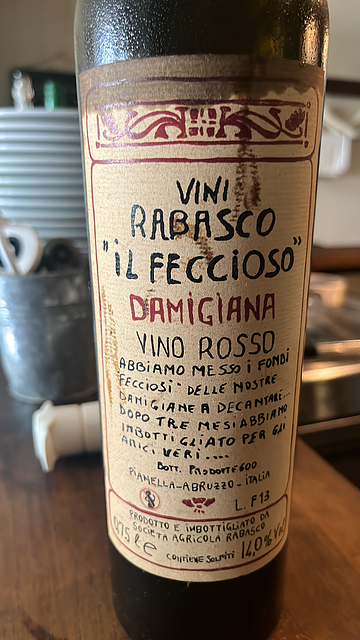 VINI
RABASCO
"iL FECCIOSO"
DAMIGIANA
VINO ROSSO
ABBIAMO MESSO I FONDI
"FECCIOSI" DELLE NOSTRE
DAMIGIANE A DECANTARE...
DOPO TRE MESI ABBIAMO
IMBOTTIGLIATO PER GLI
AMICI VERI....
BOTT. PRODOTTE 600
PIANELLA-ABRUZZO-ITALIA
L. F13
PRODOTTO E IMBOTTIGLIATO DA
SOCIETA AGRICOLA RABASCO
0,75 L e CONTIENE SOLFITI 14,0% Vol